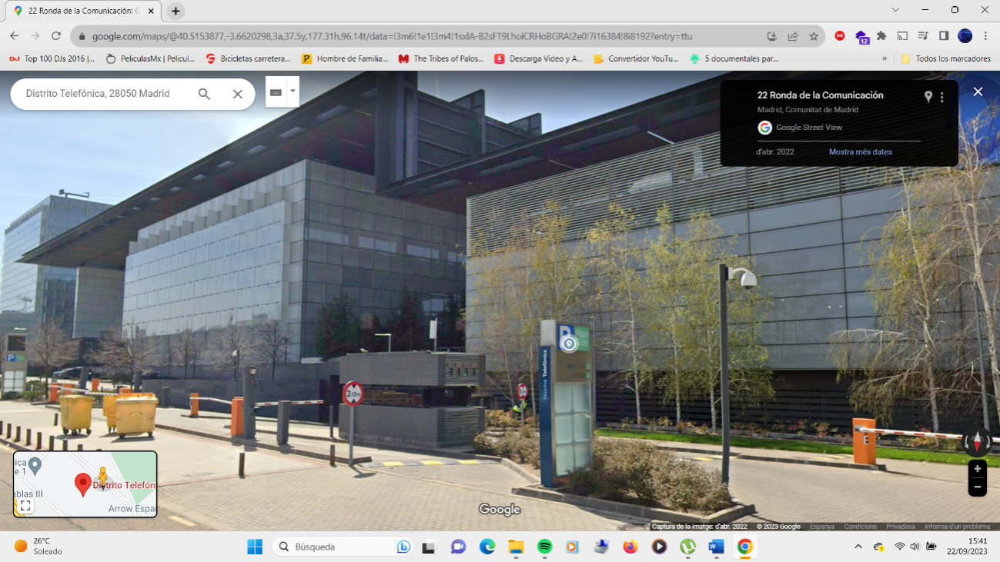 22 Ronda de la Comunicación: G
google.com/maps/@40.5153877,-3.6620298,3a,37.5y,177.31h,96.14t/data=!3m6!1e1!3m4!1sxlA-B2sFT9LhoiCRHoBGRA!2e0!7i16384!8i8192?entry=ttu
12
DJ Top 100 DJs 2016 |... PeliculasMx | Pelicul... Bicicletas carretera... P Hombre de Familia... The Tribes of Palos... Descarga Video y A... Convertidor YouTu... 5 documentales par... » Todos los marcadores
Distrito Telefónica, 28050 Madrid
22 Ronda de la Comunicación
Madrid, Comunitat de Madrid
Google Street View
d'abr. 2022 Mostra més dates
P
Distrito Telefónica
P
3,10m
nica
e 1
ablas III
Distrito Telefón
Arrow Espa
Google
Captura de la imatge: d'abr. 2022 © 2023 Google Espanya Condicions Privadesa Informa d'un problema
26°C
Soleado
Búsqueda
15:41
22/09/2023